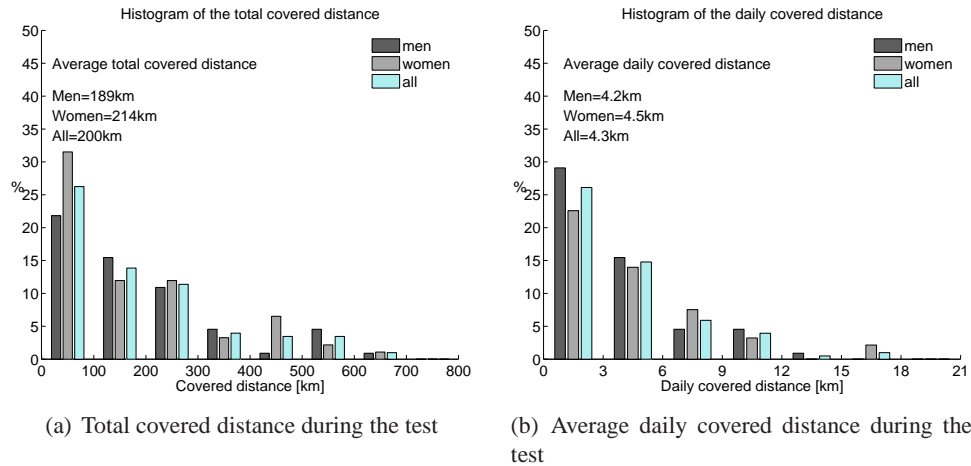 Histogram of the total covered distance
50
45
40
35
30
25
20
15
10
5
0
%
Average total covered distance
Men=189km
Women=214km
All=200km
men
women
all
0 100 200 300 400 500 600 700 800
Covered distance [km]
(a) Total covered distance during the test
Histogram of the daily covered distance
50
45
40
35
30
25
20
15
10
5
0
%
Average daily covered distance
Men=4.2km
Women=4.5km
All=4.3km
men
women
all
0 3 6 9 12 15 18 21
Daily covered distance [km]
(b) Average daily covered distance during the
test